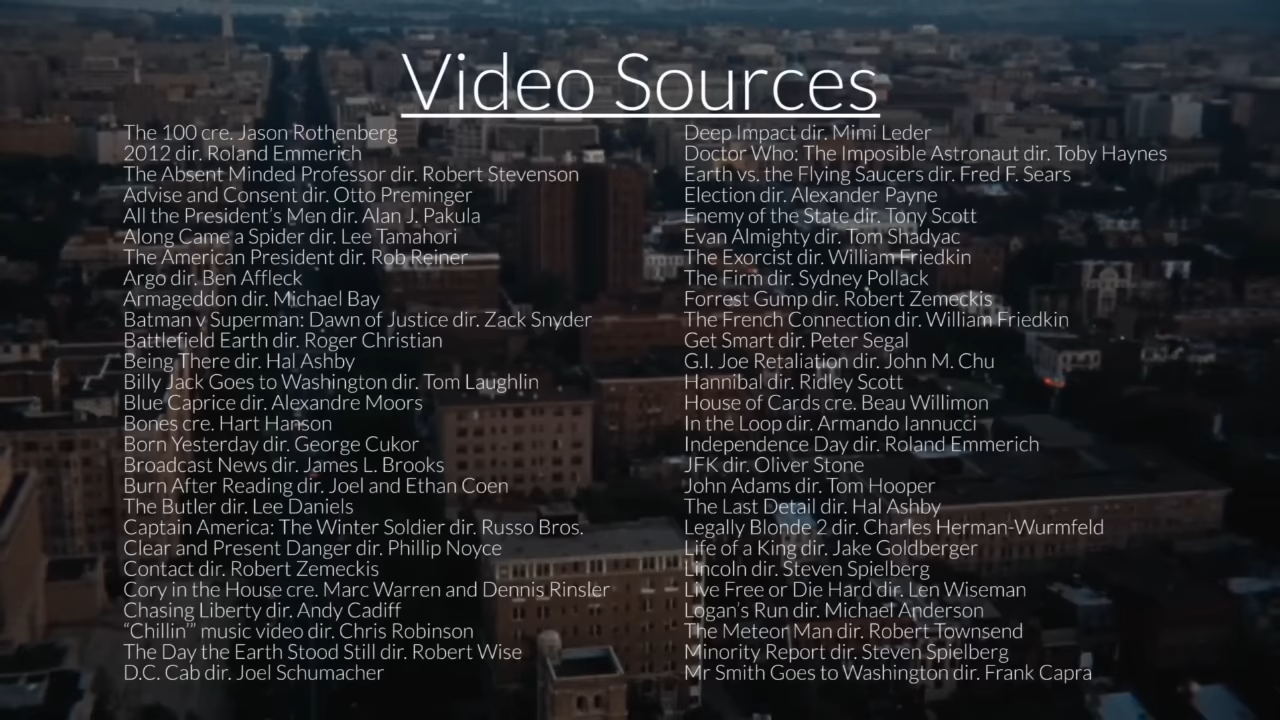 Video Sources
The 100 cre. Jason Rothenberg
2012 dir. Roland Emmerich
The Absent Minded Professor dir. Robert Stevenson
Advise and Consent dir. Otto Preminger
All the President's Men dir. Alan J. Pakula
Along Came a Spider dir. Lee Tamahori
The American President dir. Rob Reiner
Argo dir. Ben Affleck
Armageddon dir. Michael Bay
Batman v Superman: Dawn of Justice dir. Zack Snyder
Battlefield Earth dir. Roger Christian
Being There dir. Hal Ashby
Billy Jack Goes to Washington dir. Tom Laughlin
Blue Caprice dir. Alexandre Moors
Bones cre. Hart Hanson
Born Yesterday dir. George Cukor
Broadcast News dir. James L. Brooks
Burn After Reading dir. Joel and Ethan Coen
The Butler dir. Lee Daniels
Captain America: The Winter Soldier dir. Russo Bros.
Clear and Present Danger dir. Phillip Noyce
Contact dir. Robert Zemeckis
Cory in the House cre. Marc Warren and Dennis Rinsler
Chasing Liberty dir. Andy Cadiff
“Chillin'” music video dir. Chris Robinson
The Day the Earth Stood Still dir. Robert Wise
D.C. Cab dir. Joel Schumacher
Deep Impact dir. Mimi Leder
Doctor Who: The Imposible Astronaut dir. Toby Haynes
Earth vs. the Flying Saucers dir. Fred F. Sears
Election dir. Alexander Payne
Enemy of the State dir. Tony Scott
Evan Almighty dir. Tom Shadyac
The Exorcist dir. William Friedkin
The Firm dir. Sydney Pollack
Forrest Gump dir. Robert Zemeckis
The French Connection dir. William Friedkin
Get Smart dir. Peter Segal
G.I. Joe Retaliation dir. John M. Chu
Hannibal dir. Ridley Scott
House of Cards cre. Beau Willimon
In the Loop dir. Armando Iannucci
Independence Day dir. Roland Emmerich
JFK dir. Oliver Stone
John Adams dir. Tom Hooper
The Last Detail dir. Hal Ashby
Legally Blonde 2 dir. Charles Herman-Wurmfeld
Life of a King dir. Jake Goldberger
Lincoln dir. Steven Spielberg
Live Free or Die Hard dir. Len Wiseman
Logan's Run dir. Michael Anderson
The Meteor Man dir. Robert Townsend
Minority Report dir. Steven Spielberg
Mr Smith Goes to Washington dir. Frank Capra